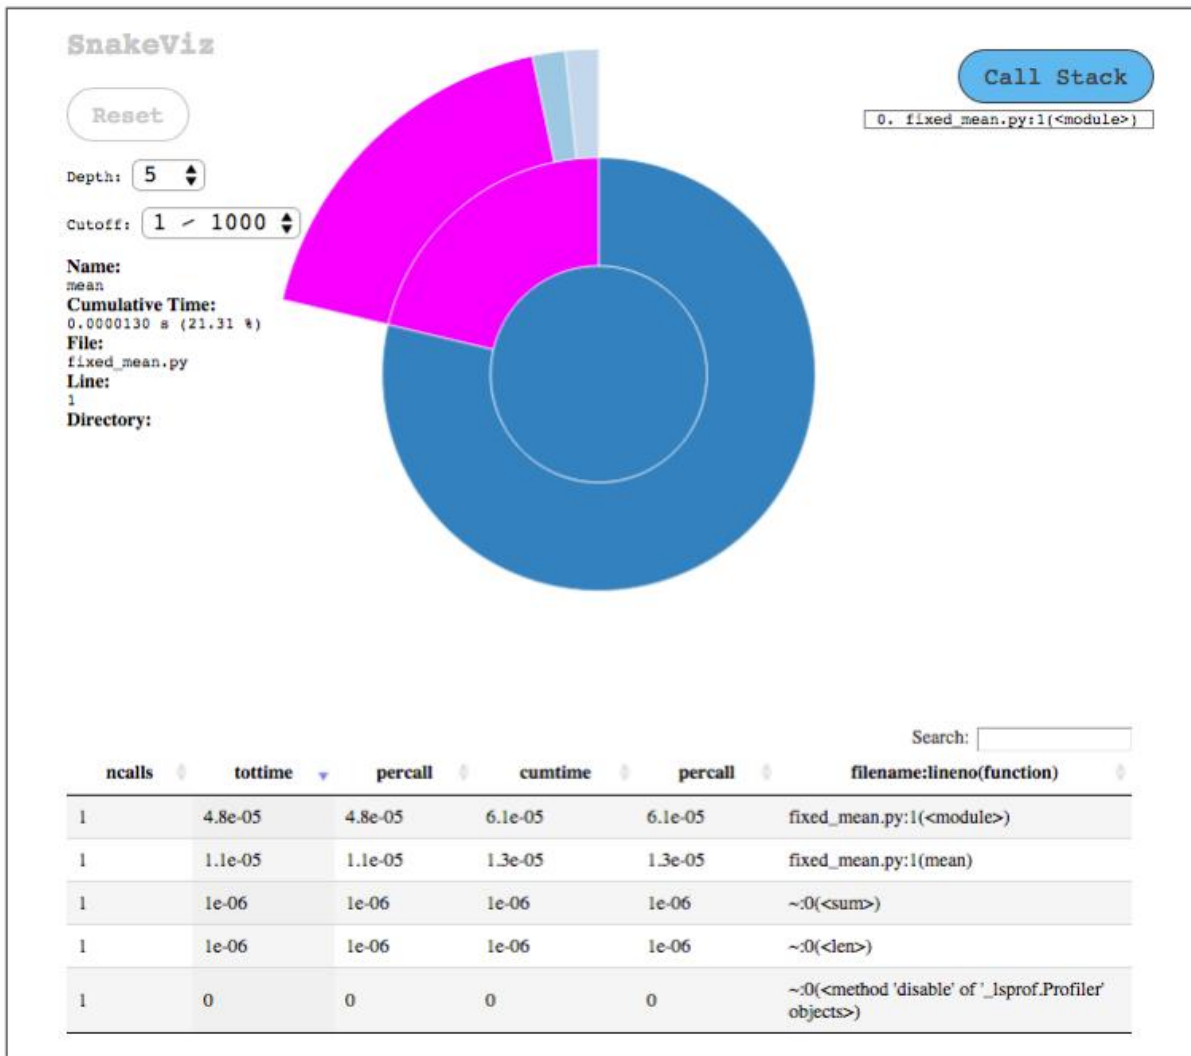 SnakeViz
Call Stack
Reset
0. fixed_mean.py:1(<module>)
Depth: 5
Cutoff: 1 / 1000
Name:
mean
Cumulative Time:
0.0000130 s (21.31 %)
File:
fixed_mean.py
Line:
1
Directory:
Search:
ncalls tottime percall cumtime percall filename:lineno(function)
1 4.8e-05 4.8e-05 6.1e-05 6.1e-05 fixed_mean.py:1(<module>)
1 1.1e-05 1.1e-05 1.3e-05 1.3e-05 fixed_mean.py:1(mean)
1 1e-06 1e-06 1e-06 1e-06 ~:0(<sum>)
1 1e-06 1e-06 1e-06 1e-06 ~:0(<len>)
1 0 0 0 0 ~:0(<method 'disable' of '_lsprof.Profiler'
objects>)